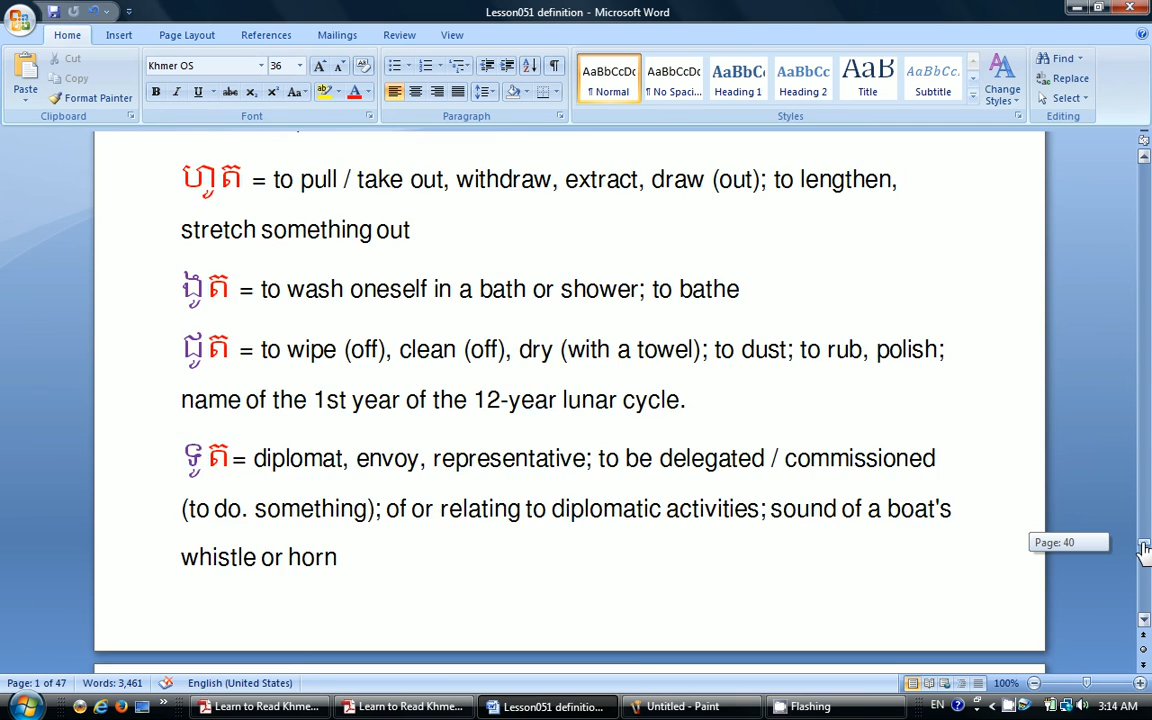 Lesson051 definition - Microsoft Word
Home Insert Page Layout References Mailings Review View
Paste
Cut
Copy
Format Painter
Clipboard
Khmer OS 36
Font
Paragraph
AaBbCcDc AaBbCcDc AaBbC AaBbCc AaB AaBbCc.
¶ Normal ¶ No Spaci... Heading 1 Heading 2 Title Subtitle
Change Styles
Styles
Find
Replace
Select
Editing
ហូត = to pull / take out, withdraw, extract, draw (out); to lengthen,
stretch something out
ងូត = to wash oneself in a bath or shower; to bathe
ជូត = to wipe (off), clean (off), dry (with a towel); to dust; to rub, polish;
name of the 1st year of the 12-year lunar cycle.
ទូត= diplomat, envoy, representative; to be delegated / commissioned
(to do. something); of or relating to diplomatic activities; sound of a boat's
whistle or horn
Page: 40
Page: 1 of 47 Words: 3,461 English (United States) 100%
Learn to Read Khme... Learn to Read Khme... Lesson051 definitio... Untitled - Paint Flashing EN 3:14 AM